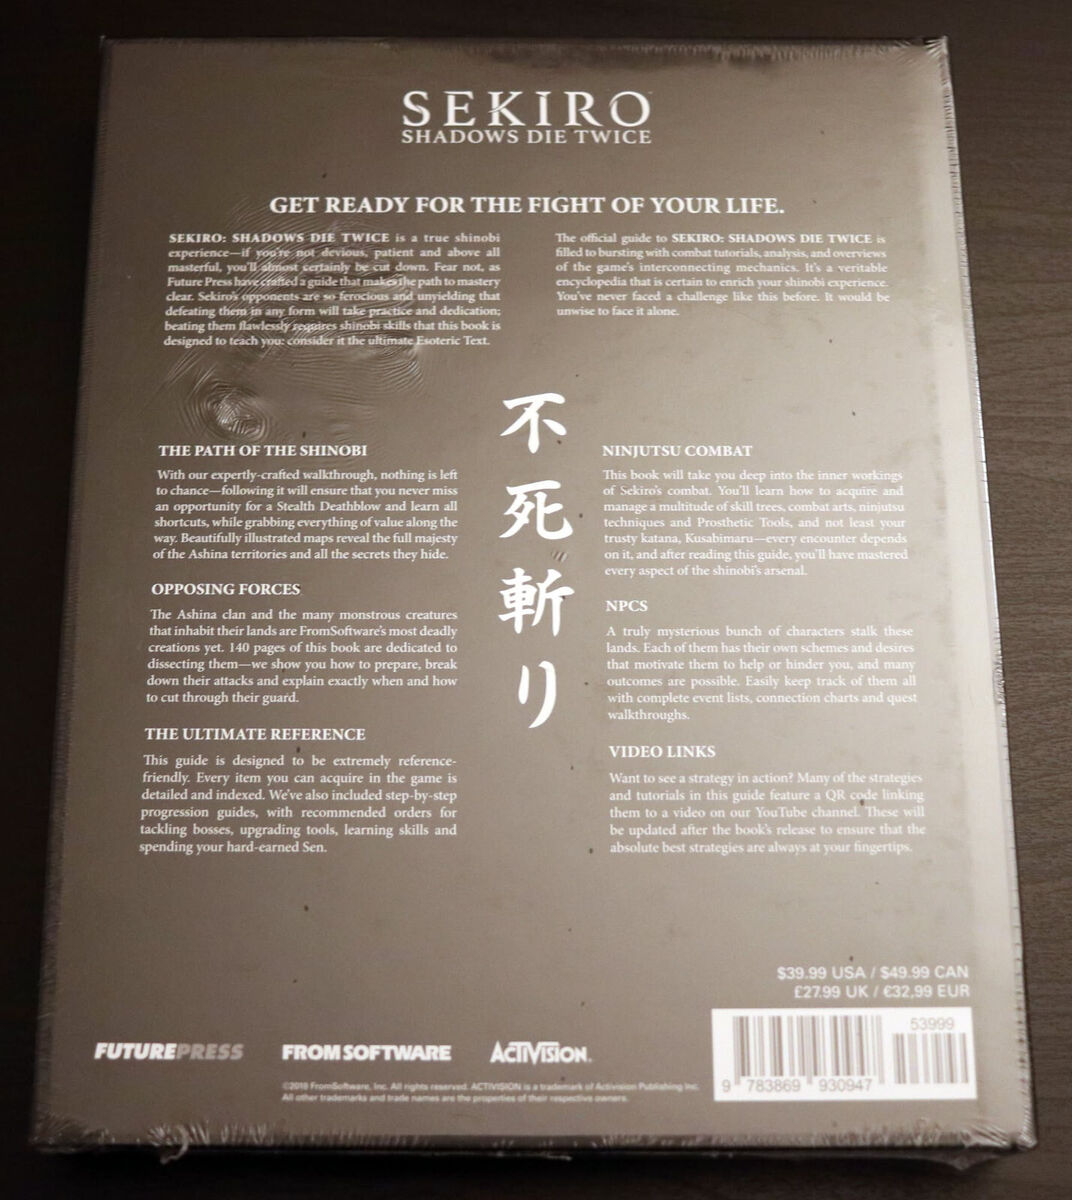 SEKIRO
SHADOWS DIE TWICE
GET READY FOR THE FIGHT OF YOUR LIFE.
SEKIRO: SHADOWS DIE TWICE is a true shinobi
experience—if you're not devious, patient and above all
masterful, you'll almost certainly be cut down. Fear not, as
Future Press have crafted a guide that makes the path to mastery
clear. Sekiro's opponents are so ferocious and unyielding that
defeating them in any form will take practice and dedication;
beating them flawlessly requires shinobi skills that this book is
designed to teach you: consider it the ultimate Esoteric Text.
The official guide to SEKIRO: SHADOWS DIE TWICE is
filled to bursting with combat tutorials, analysis, and overviews
of the game's interconnecting mechanics. It's a veritable
encyclopedia that is certain to enrich your shinobi experience.
You've never faced a challenge like this before. It would be
unwise to face it alone.
不
死
斬
り
THE PATH OF THE SHINOBI
With our expertly-crafted walkthrough, nothing is left
to chance—following it will ensure that you never miss
an opportunity for a Stealth Deathblow and learn all
shortcuts, while grabbing everything of value along the
way. Beautifully illustrated maps reveal the full majesty
of the Ashina territories and all the secrets they hide.
OPPOSING FORCES
The Ashina clan and the many monstrous creatures
that inhabit their lands are FromSoftware's most deadly
creations yet. 140 pages of this book are dedicated to
dissecting them—we show you how to prepare, break
down their attacks and explain exactly when and how
to cut through their guard.
THE ULTIMATE REFERENCE
This guide is designed to be extremely reference-
friendly. Every item you can acquire in the game is
detailed and indexed. We've also included step-by-step
progression guides, with recommended orders for
tackling bosses, upgrading tools, learning skills and
spending your hard-earned Sen.
NINJUTSU COMBAT
This book will take you deep into the inner workings
of Sekiro's combat. You'll learn how to acquire and
manage a multitude of skill trees, combat arts, ninjutsu
techniques and Prosthetic Tools, and not least your
trusty katana, Kusabimaru—every encounter depends
on it, and after reading this guide, you'll have mastered
every aspect of the shinobi's arsenal.
NPCS
A truly mysterious bunch of characters stalk these
lands. Each of them has their own schemes and desires
that motivate them to help or hinder you, and many
outcomes are possible. Easily keep track of them all
with complete event lists, connection charts and quest
walkthroughs.
VIDEO LINKS
Want to see a strategy in action? Many of the strategies
and tutorials in this guide feature a QR code linking
them to a video on our YouTube channel. These will
be updated after the book's release to ensure that the
absolute best strategies are always at your fingertips.
$39.99 USA / $49.99 CAN
£27.99 UK / €32,99 EUR
53999
9 783869 930947
FUTUREPRESS
FROMSOFTWARE
ACTIVISION.
©2019 FromSoftware, Inc. All rights reserved. ACTIVISION is a trademark of Activision Publishing Inc.
All other trademarks and trade names are the properties of their respective owners.